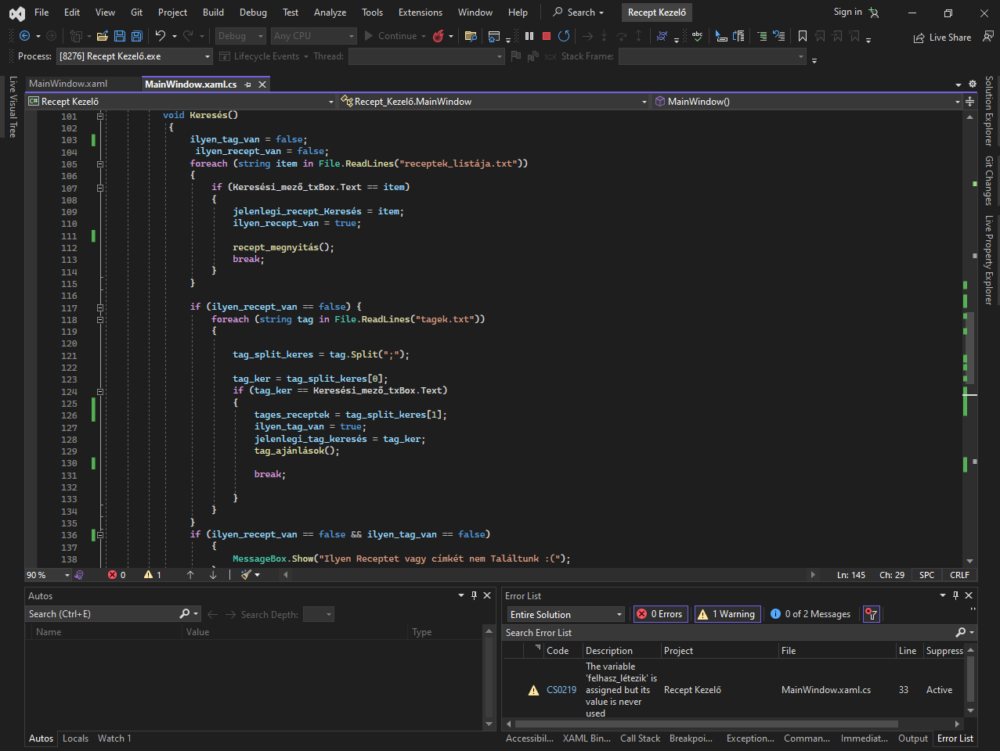 File Edit View Git Project Build Debug Test Analyze Tools Extensions Window Help Search Recept Kezelő Sign in
Debug Any CPU Continue abc Live Share
Process: [8276] Recept Kezelő.exe Lifecycle Events Thread: Stack Frame:
Live Visual Tree
MainWindow.xaml MainWindow.xaml.cs
Recept Kezelő Recept_Kezelő.MainWindow MainWindow()
101 void Keresés()
102 {
103 ilyen_tag_van = false;
104 ilyen_recept_van = false;
105 foreach (string item in File.ReadLines("receptek_listája.txt"))
106 {
107 if (Keresési_mező_txBox.Text == item)
108 {
109 jelenlegi_recept_Keresés = item;
110 ilyen_recept_van = true;
111
112 recept_megnyitás();
113 break;
114 }
115 }
116
117 if (ilyen_recept_van == false) {
118 foreach (string tag in File.ReadLines("tagek.txt"))
119 {
120
121 tag_split_keres = tag.Split(";");
122
123 tag_ker = tag_split_keres[0];
124 if (tag_ker == Keresési_mező_txBox.Text)
125 {
126 tages_receptek = tag_split_keres[1];
127 ilyen_tag_van = true;
128 jelenlegi_tag_keresés = tag_ker;
129 tag_ajánlások();
130
131 break;
132
133 }
134 }
135 }
136 if (ilyen_recept_van == false && ilyen_tag_van == false)
137 {
138 MessageBox.Show("Ilyen Receptet vagy címkét nem Találtunk :(");
Solution Explorer
Git Changes
Live Property Explorer
90 % 0 1 Ln: 145 Ch: 29 SPC CRLF
Autos
Search (Ctrl+E) Search Depth:
Name Value Type
Autos Locals Watch 1
Error List
Entire Solution 0 Errors 1 Warning 0 of 2 Messages
Search Error List
Code Description Project File Line Suppress
CS0219 The variable
'felhasz_létezik' is
assigned but its
value is never
used
Recept Kezelő MainWindow.xaml.cs 33 Active
Accessibil... XAML Bin... Call Stack Breakpoi... Exception... Comman... Immediat... Output Error List